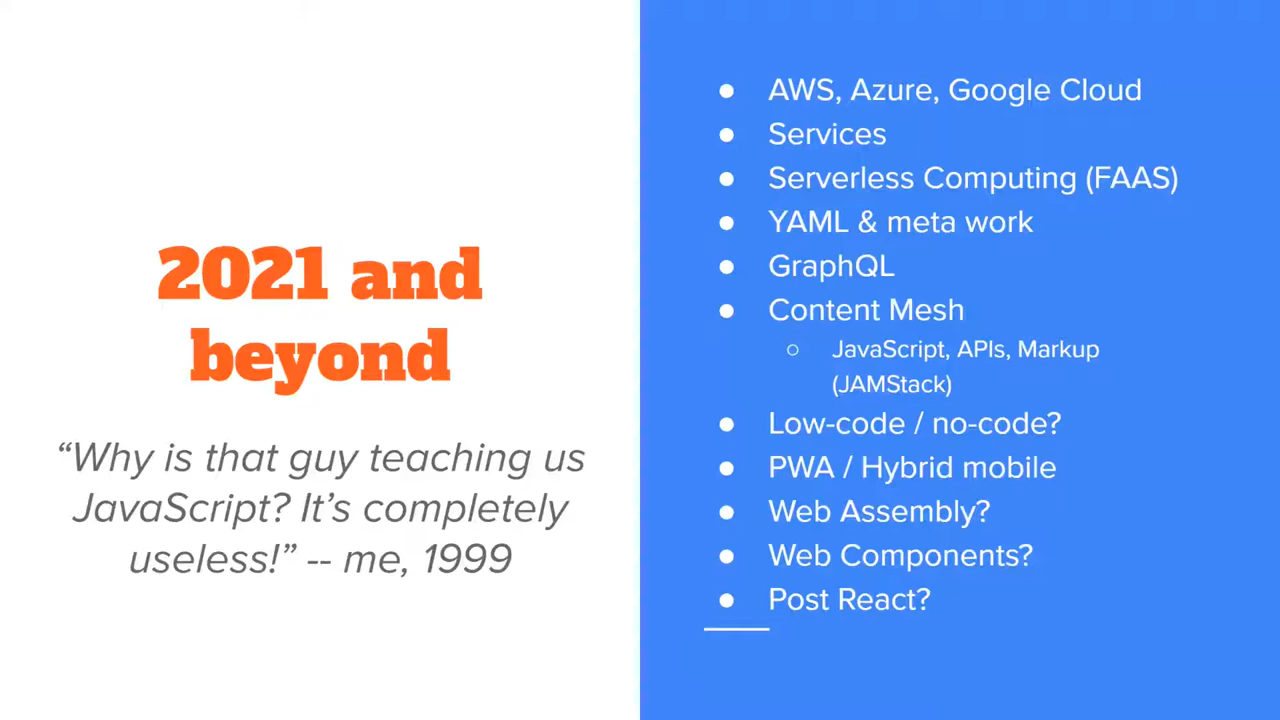 2021 and
beyond
“Why is that guy teaching us
JavaScript? It’s completely
useless!” -- me, 1999
● AWS, Azure, Google Cloud
● Services
● Serverless Computing (FAAS)
● YAML & meta work
● GraphQL
● Content Mesh
○ JavaScript, APIs, Markup
(JAMStack)
● Low-code / no-code?
● PWA / Hybrid mobile
● Web Assembly?
● Web Components?
● Post React?